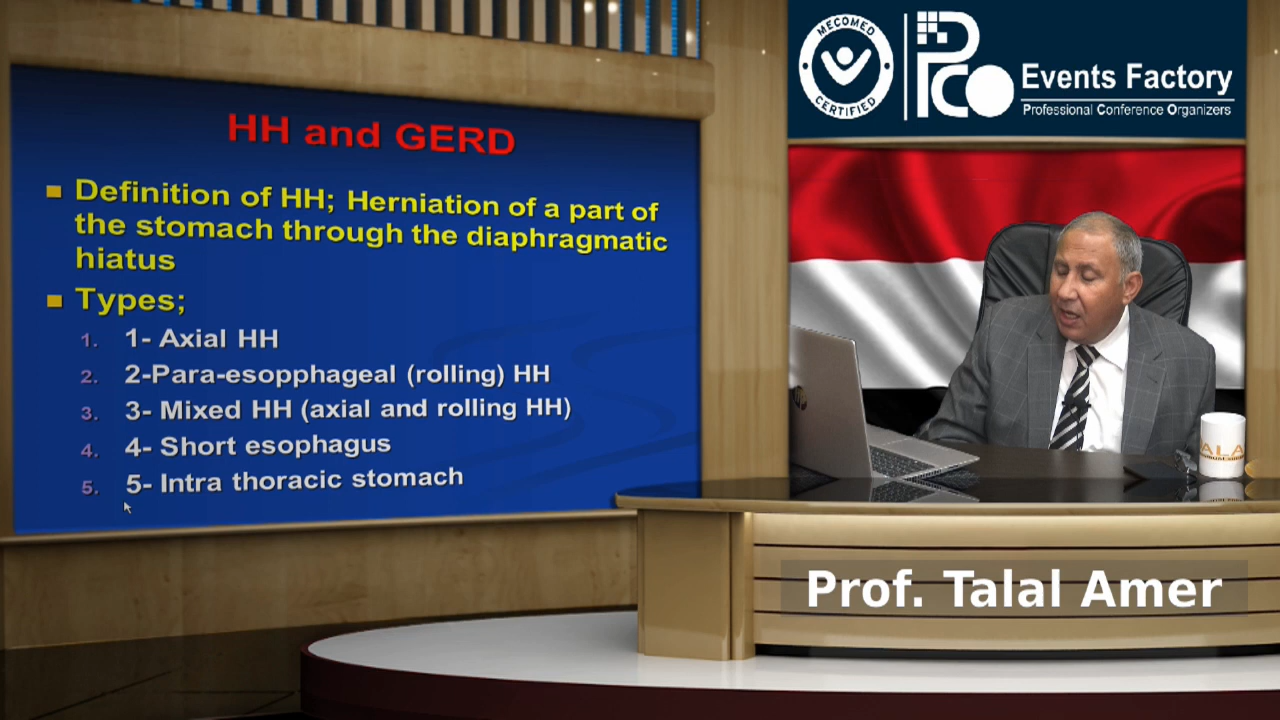 HH and GERD
Definition of HH; Herniation of a part of
the stomach through the diaphragmatic
hiatus
Types;
1. 1- Axial HH
2. 2-Para-esopphageal (rolling) HH
3. 3- Mixed HH (axial and rolling HH)
4. 4- Short esophagus
5. 5- Intra thoracic stomach
MECOMED
CERTIFIED
PCO
Events Factory
Professional Conference Organizers
Prof. Talal Amer